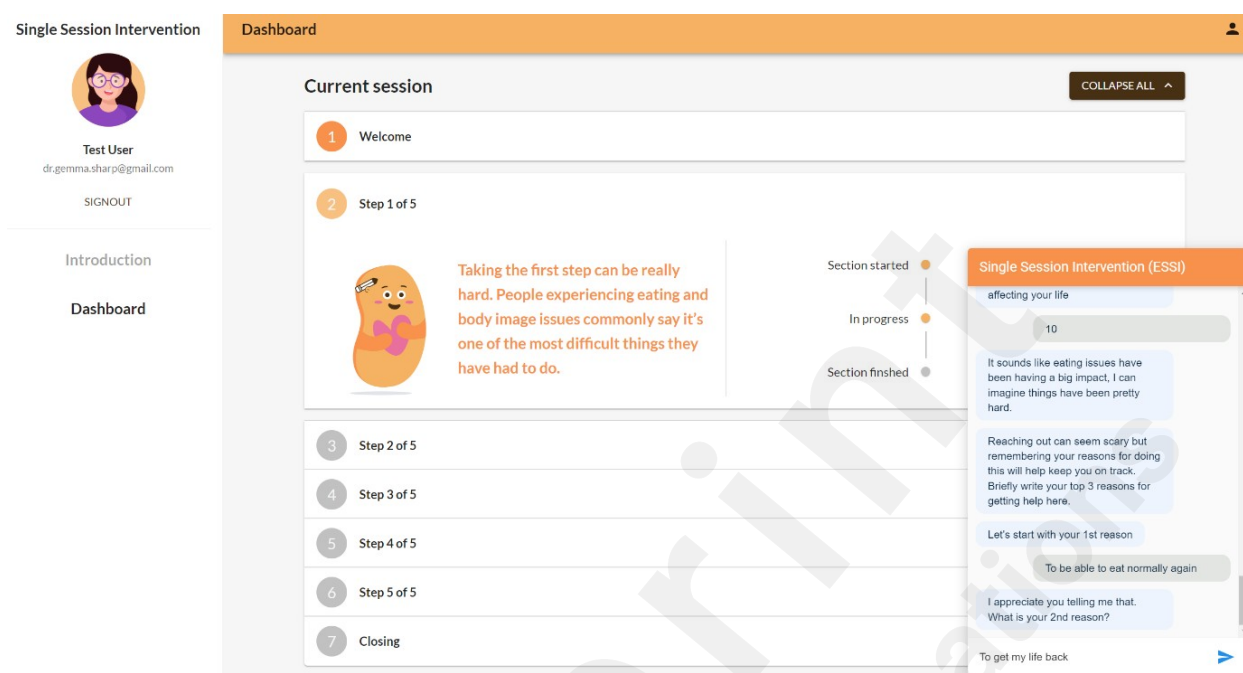 Single Session Intervention
Test User
dr.gemma.sharp@gmail.com
SIGNOUT
Introduction
Dashboard
Dashboard
Current session
COLLAPSE ALL
1 Welcome
2 Step 1 of 5
Taking the first step can be really
hard. People experiencing eating and
body image issues commonly say it's
one of the most difficult things they
have had to do.
Section started
In progress
Section finshed
3 Step 2 of 5
4 Step 3 of 5
5 Step 4 of 5
6 Step 5 of 5
7 Closing
Single Session Intervention (ESSI)
affecting your life
10
It sounds like eating issues have
been having a big impact, I can
imagine things have been pretty
hard.
Reaching out can seem scary but
remembering your reasons for doing
this will help keep you on track.
Briefly write your top 3 reasons for
getting help here.
Let's start with your 1st reason
To be able to eat normally again
I appreciate you telling me that.
What is your 2nd reason?
To get my life back